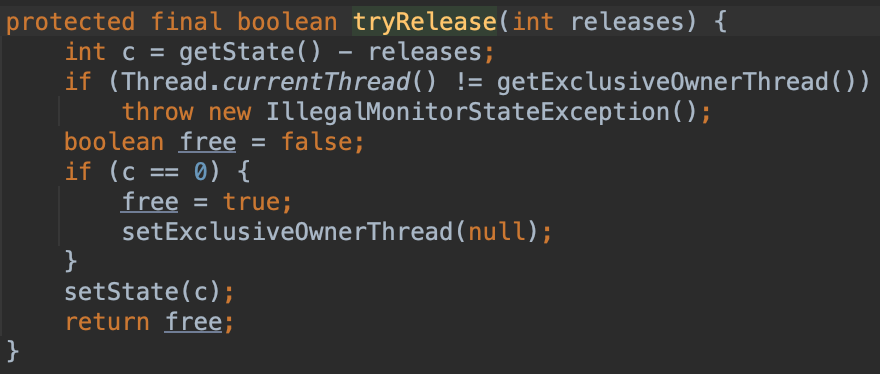 protected final boolean tryRelease(int releases) {
    int c = getState() - releases;
    if (Thread.currentThread() != getExclusiveOwnerThread())
        throw new IllegalMonitorStateException();
    boolean free = false;
    if (c == 0) {
        free = true;
        setExclusiveOwnerThread(null);
    }
    setState(c);
    return free;
}